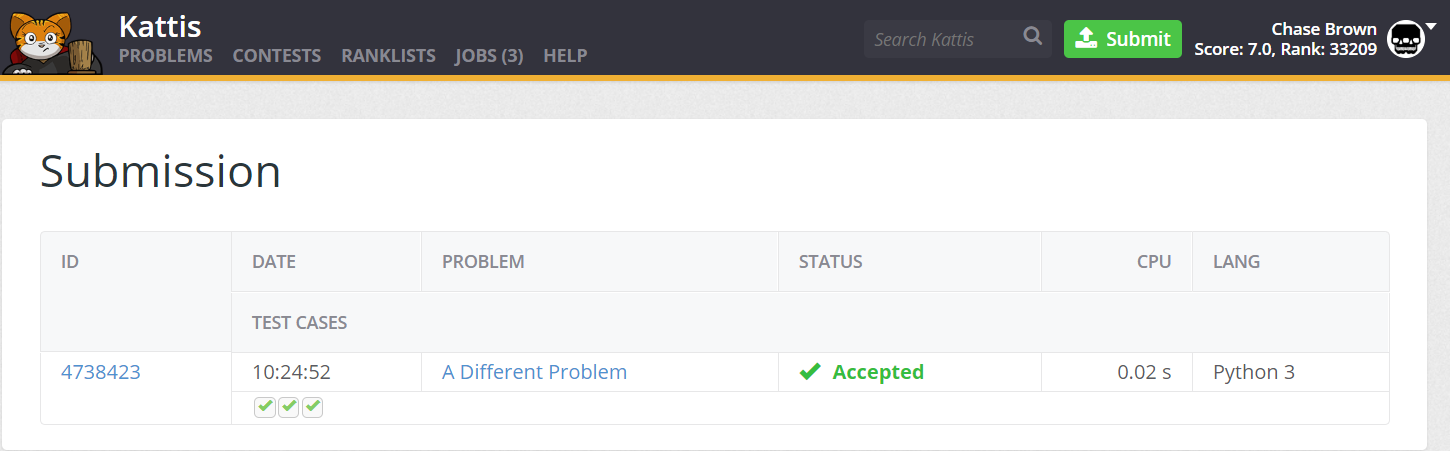 Kattis
PROBLEMS CONTESTS RANKLISTS JOBS (3) HELP
Search Kattis
Submit
Chase Brown
Score: 7.0, Rank: 33209
Submission
ID DATE PROBLEM STATUS CPU LANG
TEST CASES
4738423 10:24:52 A Different Problem Accepted 0.02 s Python 3